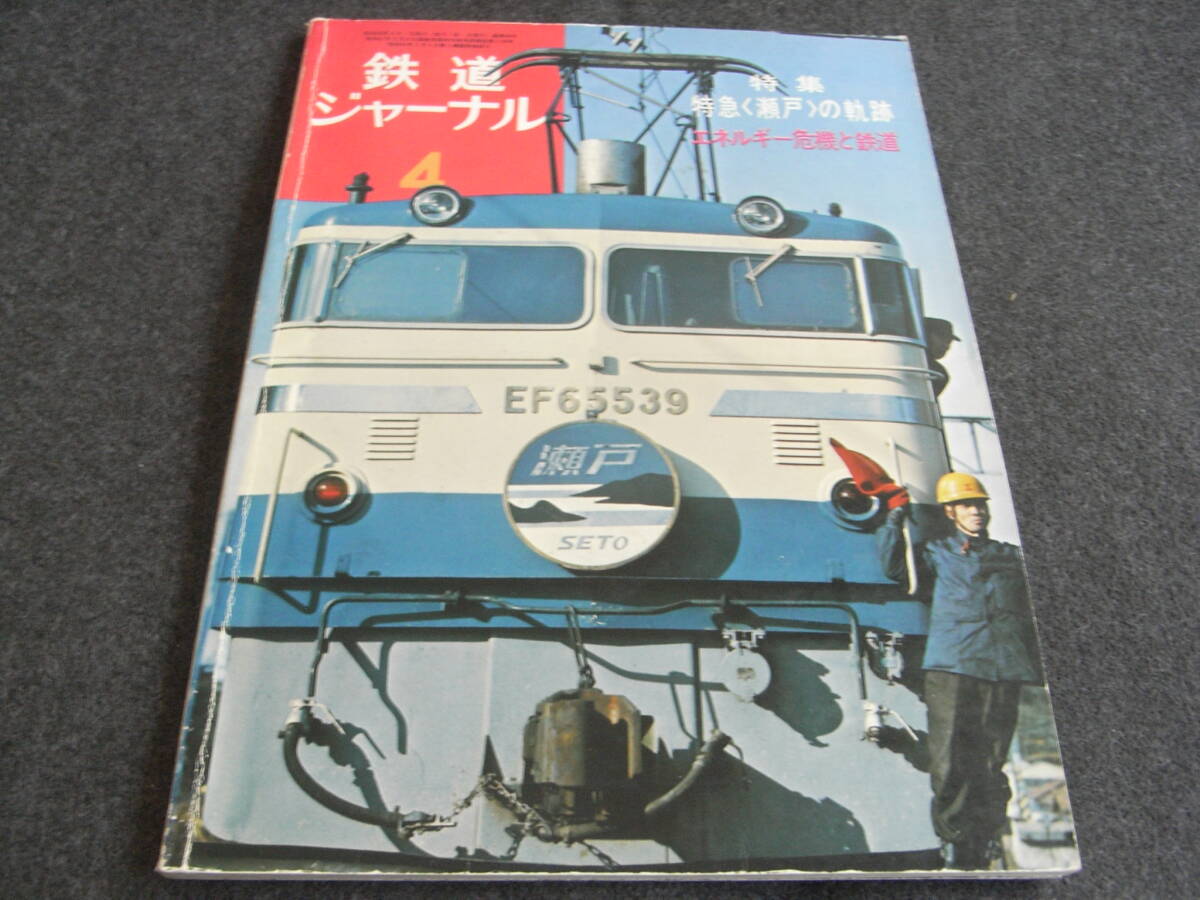 鉄道
ジャーナル
4
特集
特急〈瀬戸〉の軌跡
エネルギー危機と鉄道
EF65539
瀬戸
SETO